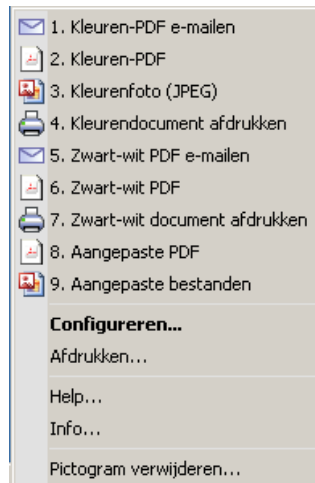 1. Kleuren-PDF e-mailen
2. Kleuren-PDF
3. Kleurenfoto (JPEG)
4. Kleurendocument afdrukken
5. Zwart-wit PDF e-mailen
6. Zwart-wit PDF
7. Zwart-wit document afdrukken
8. Aangepaste PDF
9. Aangepaste bestanden
Configureren...
Afdrukken...
Help...
Info...
Pictogram verwijderen...